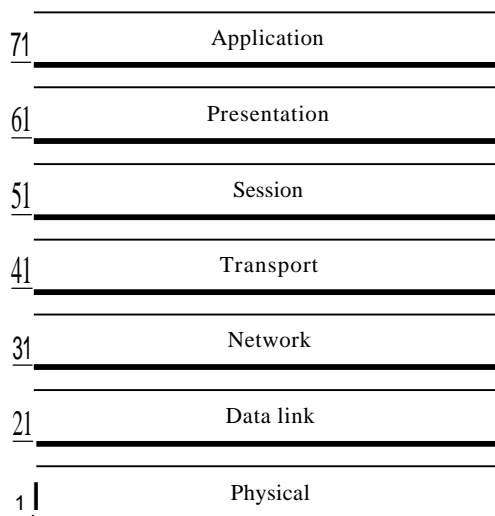 71 Application
61 Presentation
51 Session
41 Transport
31 Network
21 Data link
1 Physical